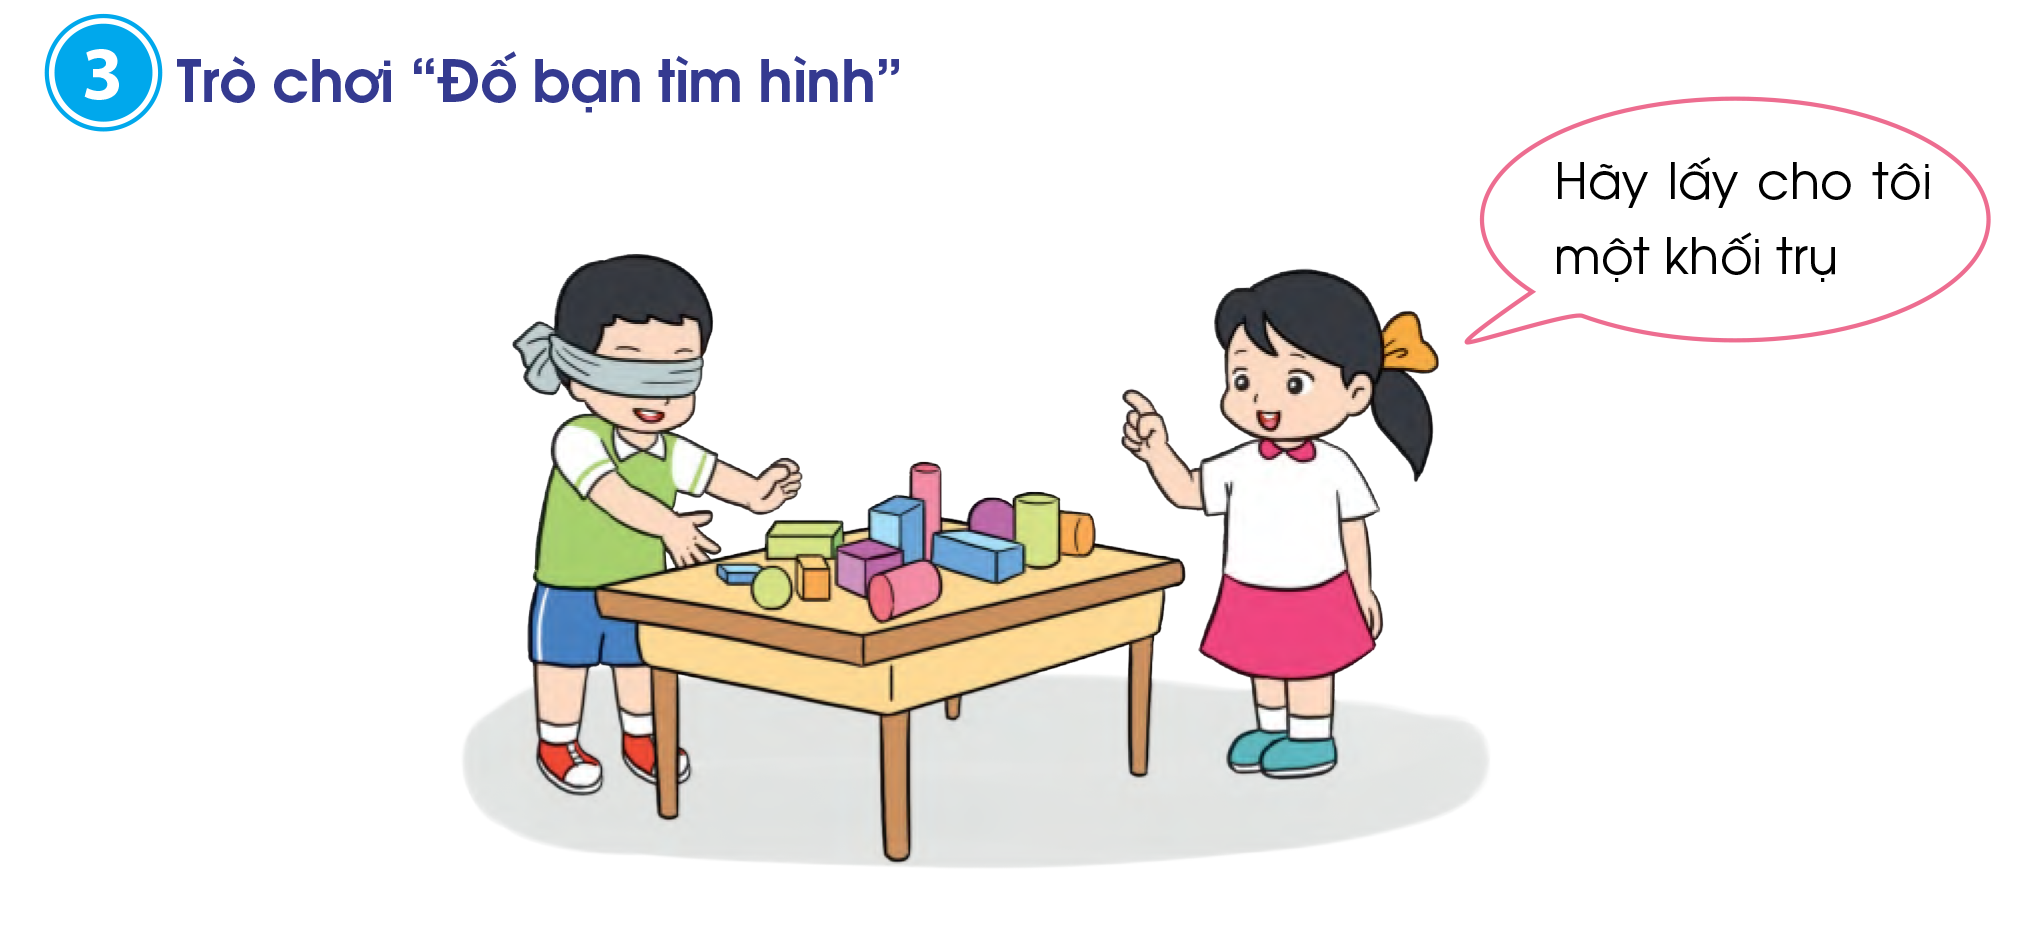 3 Trò chơi “Đố bạn tìm hình”
Hãy lấy cho tôi
một khối trụ